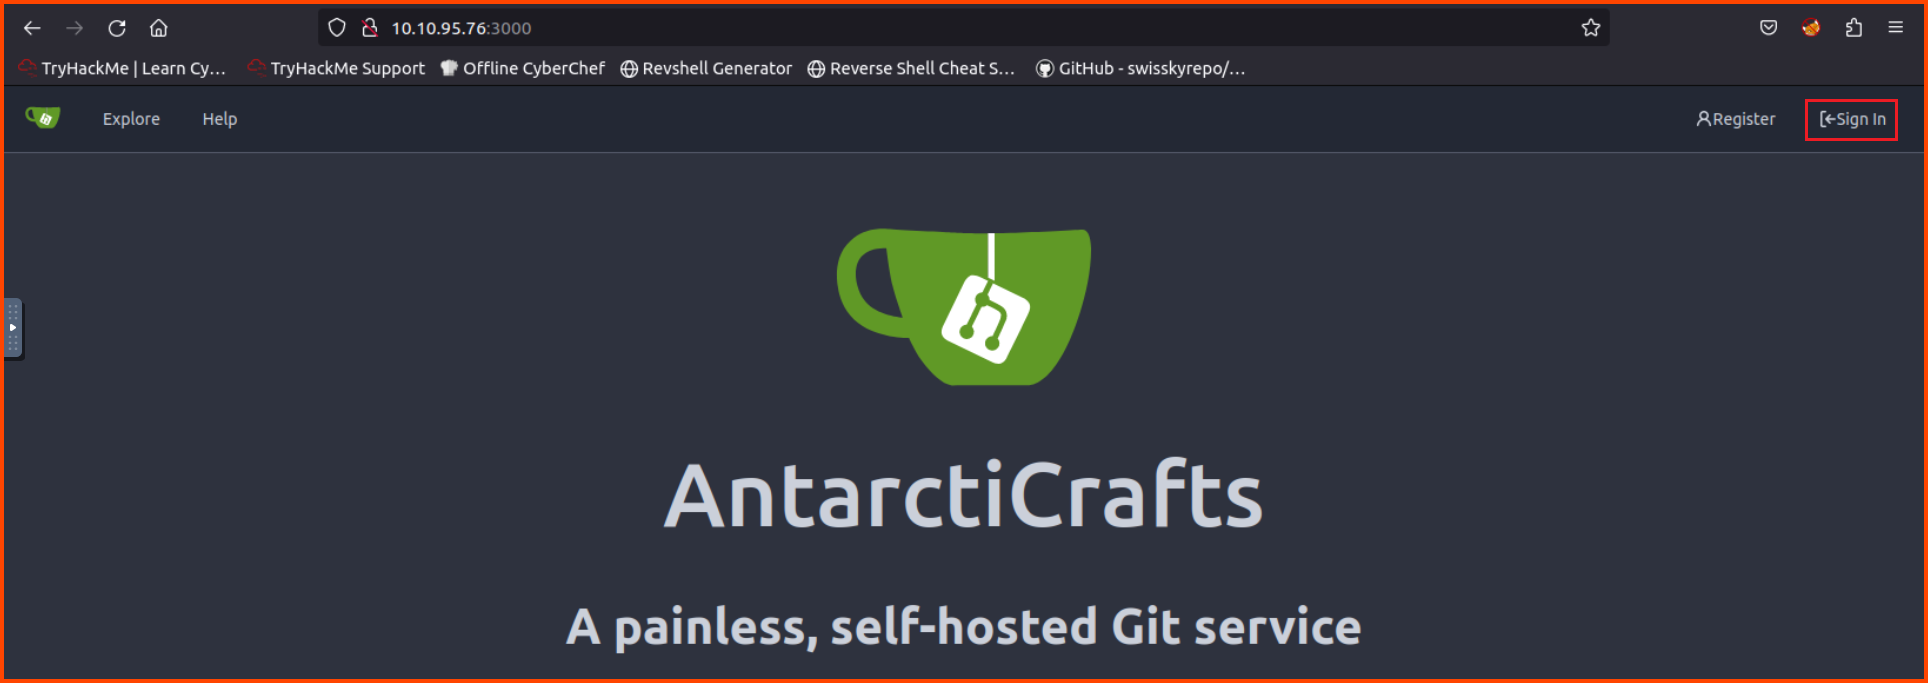 10.10.95.76:3000
TryHackMe | Learn Cy... TryHackMe Support Offline CyberChef Revshell Generator Reverse Shell Cheat S... GitHub - swisskyrepo/...
Explore Help Register Sign In
AntarctiCrafts
A painless, self-hosted Git service